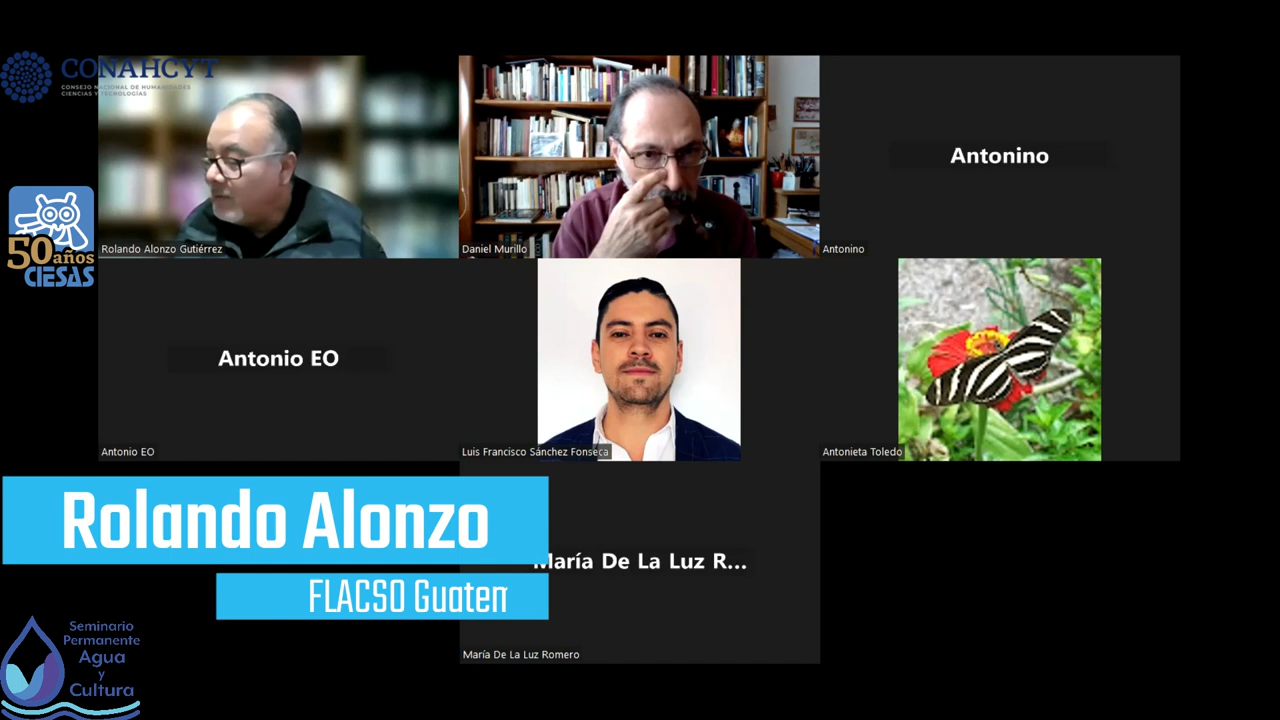 CONAHCYT
CONSEJO NACIONAL DE HUMANIDADES
CIENCIAS Y TECNOLOGÍAS
Rolando Alonzo Gutiérrez
Daniel Murillo
Antonino
Antonino
50 años
CIESAS
Antonio EO
Antonio EO
Luis Francisco Sánchez Fonseca
Antonieta Toledo
Rolando Alonzo
FLACSO Guatem
María De La Luz R...
María De La Luz Romero
Seminario
Permanente
Agua
y
Cultura